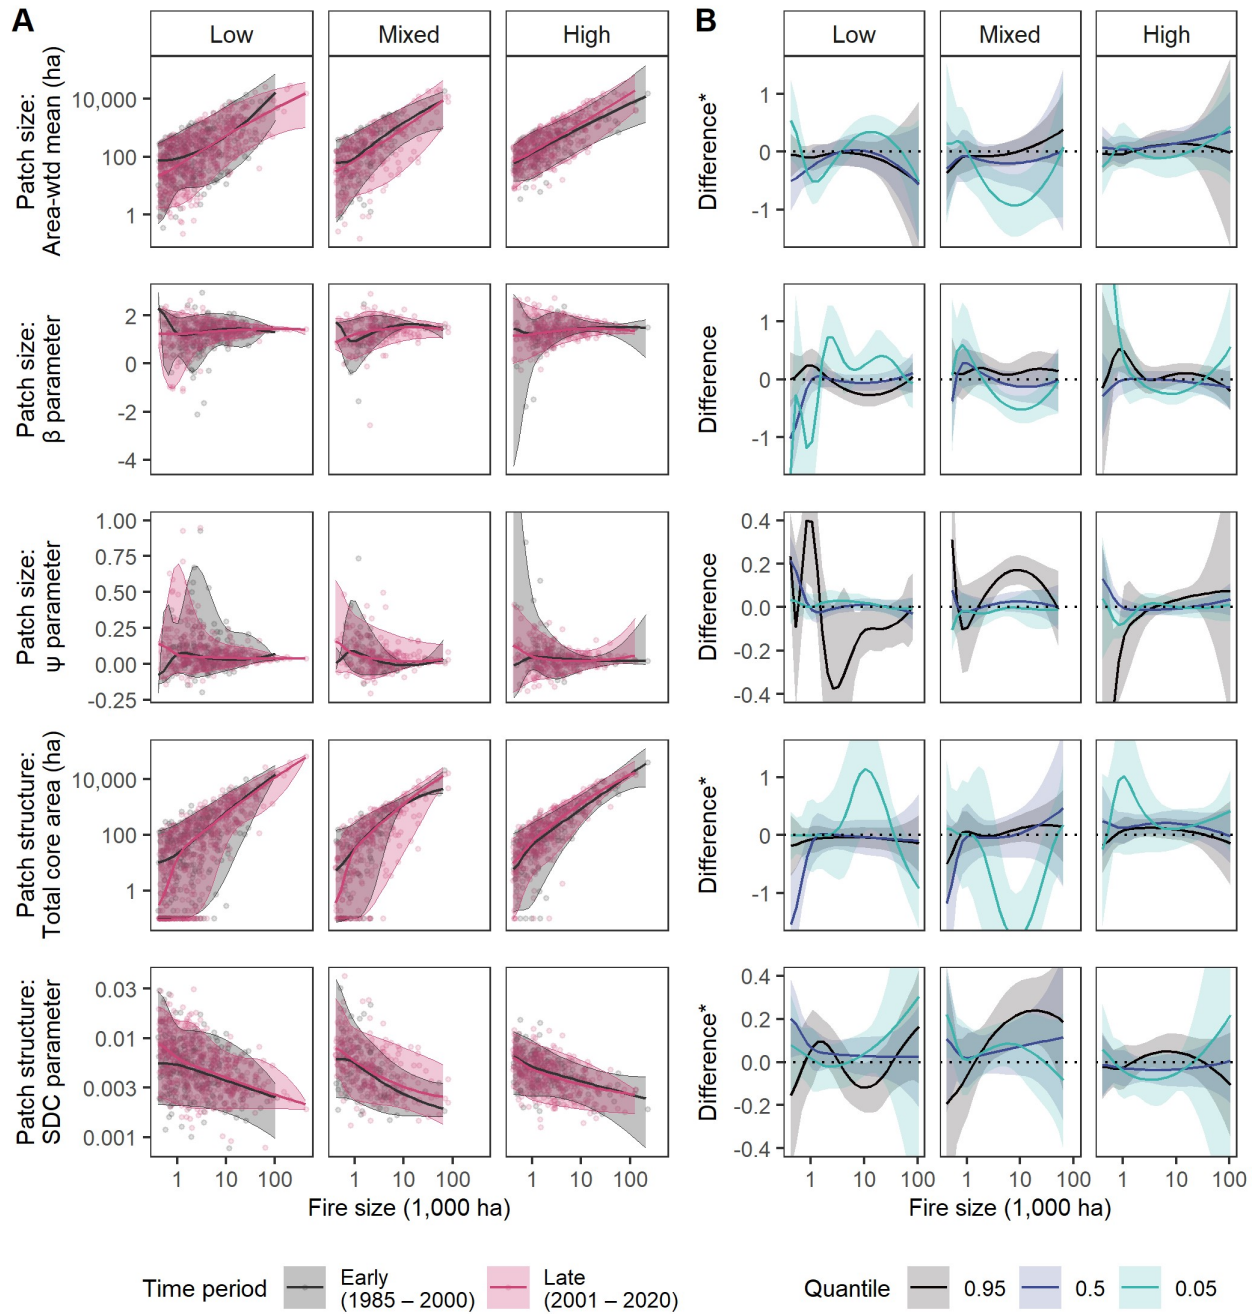 A
B
Low
Mixed
High
Low
Mixed
High
Patch size:
Area-wtd mean (ha)
10,000
100
1
Difference*
1
0
-1
Patch size:
β parameter
2
0
-2
-4
Difference
1
0
-1
Patch size:
ψ parameter
1.00
0.75
0.50
0.25
0.00
-0.25
Difference
0.4
0.2
0.0
-0.2
-0.4
Patch structure:
Total core area (ha)
10,000
100
1
Difference*
1
0
-1
Patch structure:
SDC parameter
0.03
0.01
0.003
0.001
Difference*
0.4
0.2
0.0
-0.2
-0.4
1 10 100 1 10 100 1 10 100
Fire size (1,000 ha)
1 10 100 1 10 100 1 10 100
Fire size (1,000 ha)
Time period
Early
(1985 – 2000)
Late
(2001 – 2020)
Quantile 0.95 0.5 0.05